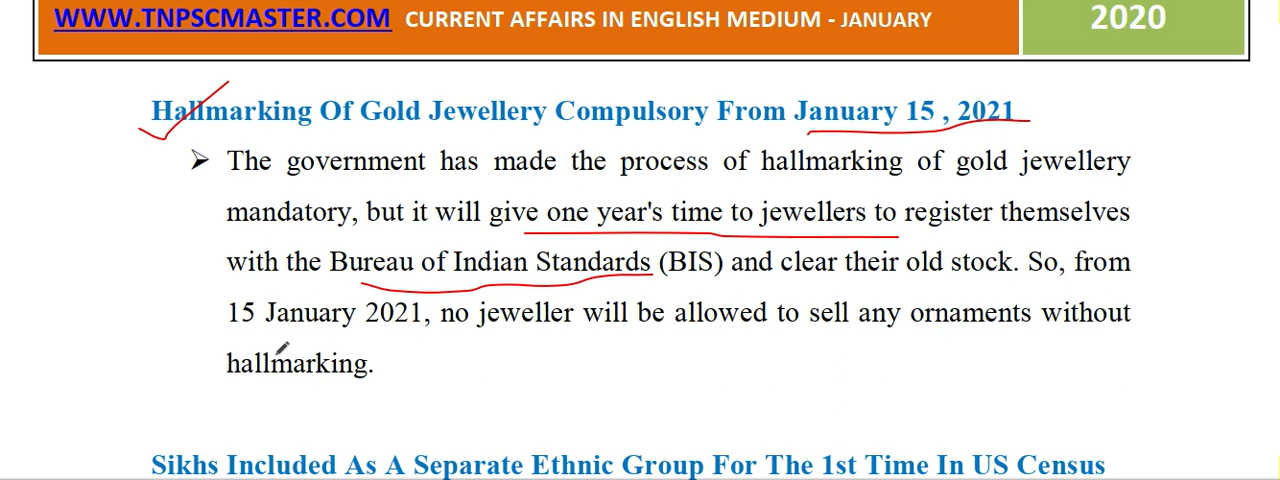 WWW.TNPSCMASTER.COM CURRENT AFFAIRS IN ENGLISH MEDIUM - JANUARY 2020
Hallmarking Of Gold Jewellery Compulsory From January 15 , 2021
➢ The government has made the process of hallmarking of gold jewellery
mandatory, but it will give one year's time to jewellers to register themselves
with the Bureau of Indian Standards (BIS) and clear their old stock. So, from
15 January 2021, no jeweller will be allowed to sell any ornaments without
hallmarking.
Sikhs Included As A Separate Ethnic Group For The 1st Time In US Census